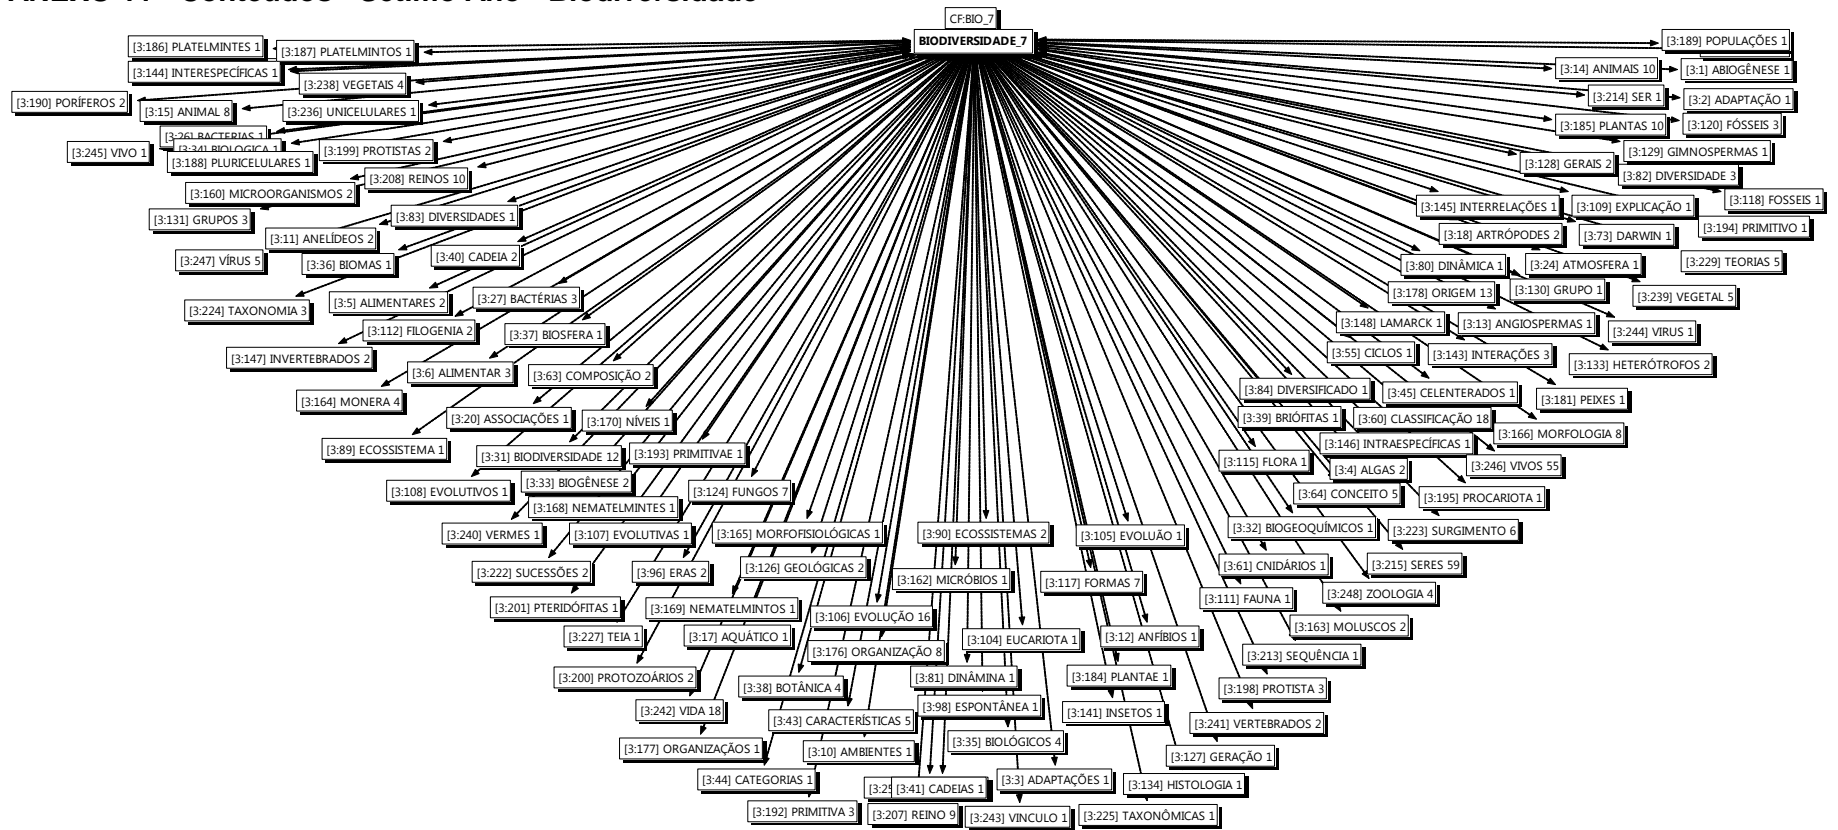 CF:BIO_7
BIODIVERSIDADE_7
[3:186] PLATELMINTES 1
[3:187] PLATELMINTOS 1
[3:189] POPULAÇÕES 1
[3:144] INTERESPECÍFICAS 1
[3:14] ANIMAIS 10
[3:1] ABIOGÊNESE 1
[3:238] VEGETAIS 4
[3:190] PORÍFEROS 2
[3:214] SER 1
[3:2] ADAPTAÇÃO 1
[3:15] ANIMAL 8
[3:236] UNICELULARES 1
[3:185] PLANTAS 10
[3:120] FÓSSEIS 3
[3:26] BACTERIAS 1
[3:34] BIOLOGICA 1
[3:245] VIVO 1
[3:199] PROTISTAS 2
[3:129] GIMNOSPERMAS 1
[3:188] PLURICELULARES 1
[3:128] GERAIS 2
[3:208] REINOS 10
[3:82] DIVERSIDADE 3
[3:160] MICROORGANISMOS 2
[3:118] FOSSEIS 1
[3:131] GRUPOS 3
[3:83] DIVERSIDADES 1
[3:145] INTERRELAÇÕES 1
[3:109] EXPLICAÇÃO 1
[3:194] PRIMITIVO 1
[3:11] ANELÍDEOS 2
[3:18] ARTRÓPODES 2
[3:73] DARWIN 1
[3:247] VÍRUS 5
[3:36] BIOMAS 1
[3:40] CADEIA 2
[3:80] DINÂMICA 1
[3:24] ATMOSFERA 1
[3:229] TEORIAS 5
[3:224] TAXONOMIA 3
[3:5] ALIMENTARES 2
[3:27] BACTÉRIAS 3
[3:178] ORIGEM 13
[3:130] GRUPO 1
[3:239] VEGETAL 5
[3:112] FILOGENIA 2
[3:37] BIOSFERA 1
[3:148] LAMARCK 1
[3:13] ANGIOSPERMAS 1
[3:244] VIRUS 1
[3:147] INVERTEBRADOS 2
[3:55] CICLOS 1
[3:143] INTERAÇÕES 3
[3:133] HETERÓTROFOS 2
[3:6] ALIMENTAR 3
[3:63] COMPOSIÇÃO 2
[3:84] DIVERSIFICADO 1
[3:45] CELENTERADOS 1
[3:181] PEIXES 1
[3:164] MONERA 4
[3:20] ASSOCIAÇÕES 1
[3:170] NÍVEIS 1
[3:39] BRIÓFITAS 1
[3:60] CLASSIFICAÇÃO 18
[3:166] MORFOLOGIA 8
[3:89] ECOSSISTEMA 1
[3:31] BIODIVERSIDADE 12
[3:193] PRIMITIVAE 1
[3:146] INTRAESPECÍFICAS 1
[3:115] FLORA 1
[3:4] ALGAS 2
[3:246] VIVOS 55
[3:108] EVOLUTIVOS 1
[3:33] BIOGÊNESE 2
[3:124] FUNGOS 7
[3:64] CONCEITO 5
[3:195] PROCARIOTA 1
[3:168] NEMATELMINTES 1
[3:240] VERMES 1
[3:107] EVOLUTIVAS 1
[3:165] MORFOFISIOLÓGICAS 1
[3:90] ECOSSISTEMAS 2
[3:105] EVOLUÃO 1
[3:32] BIOGEOQUÍMICOS 1
[3:223] SURGIMENTO 6
[3:222] SUCESSÕES 2
[3:96] ERAS 2
[3:126] GEOLÓGICAS 2
[3:162] MICRÓBIOS 1
[3:117] FORMAS 7
[3:61] CNIDÁRIOS 1
[3:215] SERES 59
[3:201] PTERIDÓFITAS 1
[3:169] NEMATELMINTOS 1
[3:106] EVOLUÇÃO 16
[3:111] FAUNA 1
[3:248] ZOOLOGIA 4
[3:227] TEIA 1
[3:17] AQUÁTICO 1
[3:176] ORGANIZAÇÃO 8
[3:104] EUCARIOTA 1
[3:12] ANFÍBIOS 1
[3:163] MOLUSCOS 2
[3:213] SEQUÊNCIA 1
[3:200] PROTOZOÁRIOS 2
[3:38] BOTÂNICA 4
[3:81] DINÂMINA 1
[3:184] PLANTAE 1
[3:198] PROTISTA 3
[3:242] VIDA 18
[3:43] CARACTERÍSTICAS 5
[3:98] ESPONTÂNEA 1
[3:141] INSETOS 1
[3:241] VERTEBRADOS 2
[3:177] ORGANIZAÇÃOS 1
[3:10] AMBIENTES 1
[3:35] BIOLÓGICOS 4
[3:127] GERAÇÃO 1
[3:44] CATEGORIAS 1
[3:41] CADEIAS 1
[3:3] ADAPTAÇÕES 1
[3:134] HISTOLOGIA 1
[3:192] PRIMITIVA 3
[3:207] REINO 9
[3:243] VINCULO 1
[3:225] TAXONÔMICAS 1